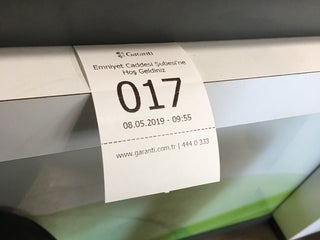 Garanti
Emniyet Caddesi Şubesi'ne
Hoş Geldiniz
017
08.05.2019 - 09:55
www.garanti.com.tr | 444 0 333